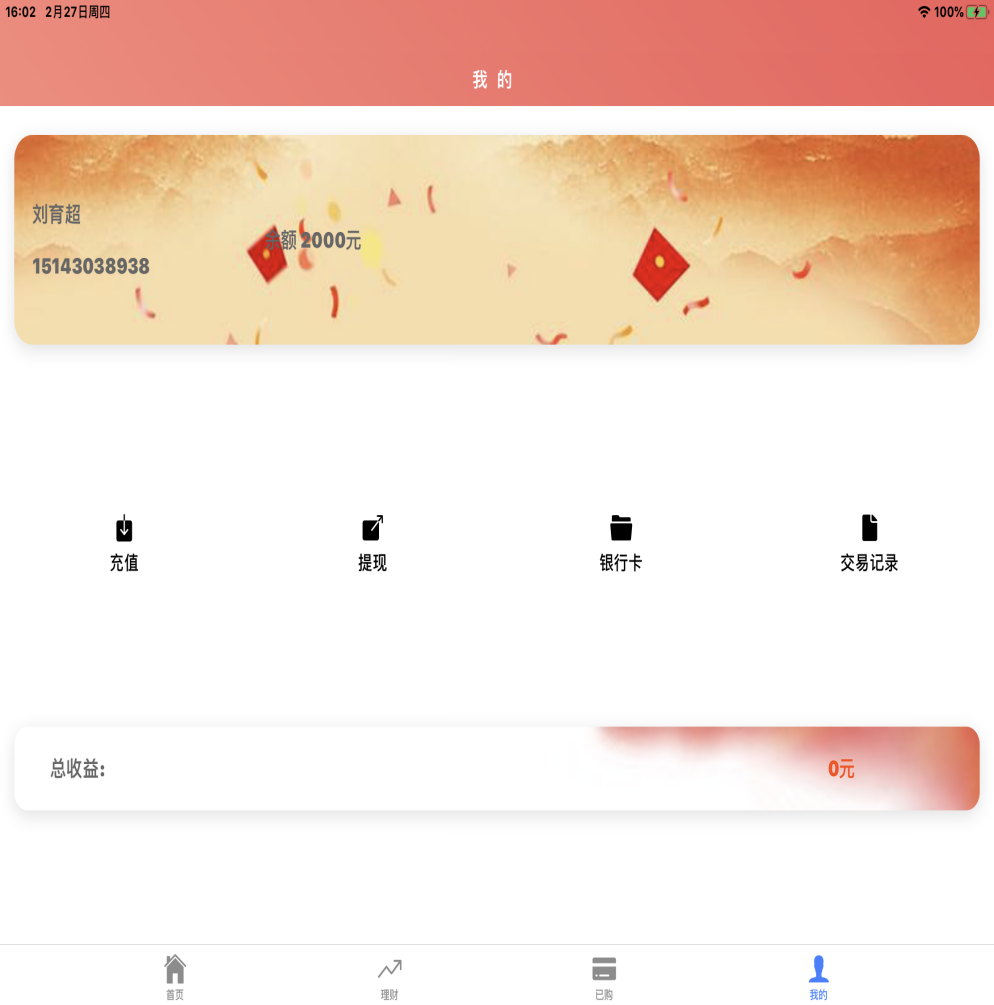 16:02 2月27日周四 100%
我 的
刘育超
余额 2000元
15143038938
充值 提现 银行卡 交易记录
总收益: 0元
首页 理财 已购 我的